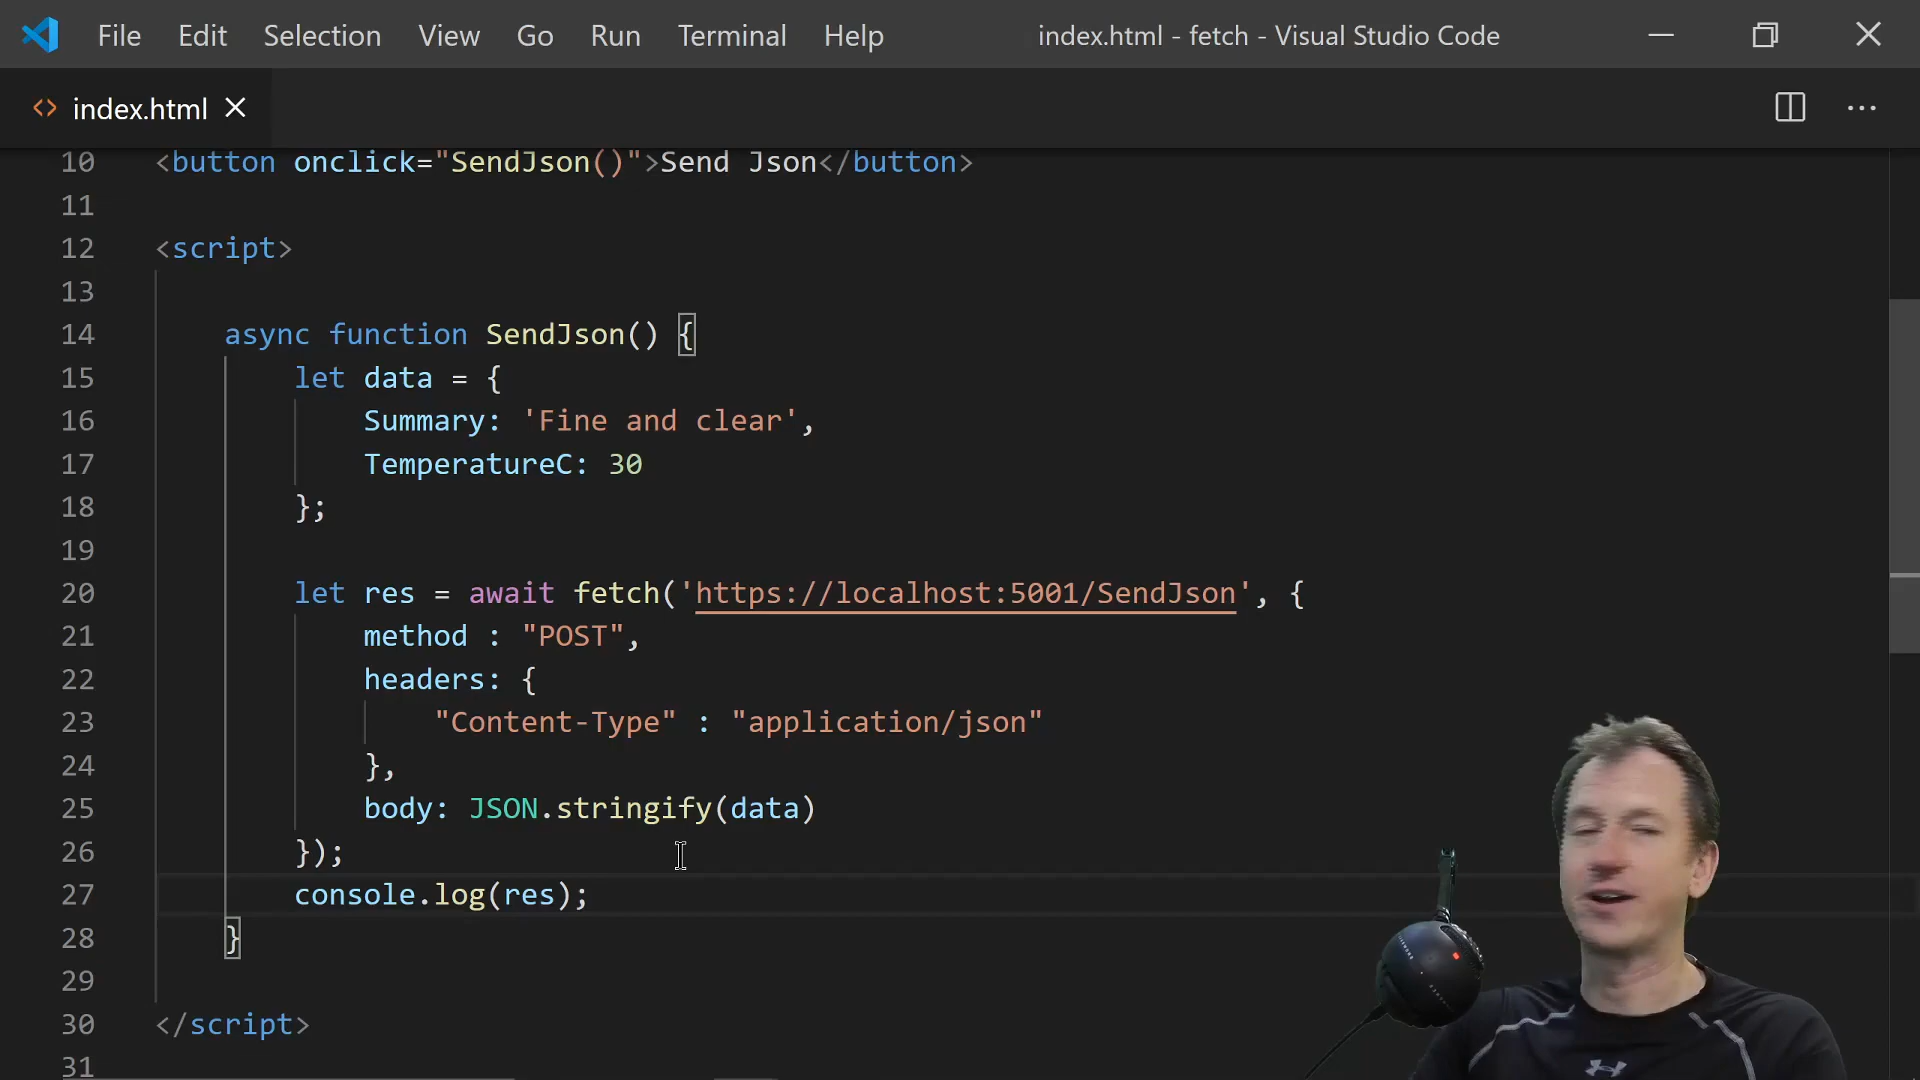 File Edit Selection View Go Run Terminal Help index.html - fetch - Visual Studio Code
index.html
10 <button onclick="SendJson()">Send Json</button>
11
12 <script>
13
14 async function SendJson() {
15 let data = {
16 Summary: 'Fine and clear',
17 TemperatureC: 30
18 };
19
20 let res = await fetch('https://localhost:5001/SendJson', {
21 method : "POST",
22 headers: {
23 "Content-Type" : "application/json"
24 },
25 body: JSON.stringify(data)
26 });
27 console.log(res);
28 }
29
30 </script>
31